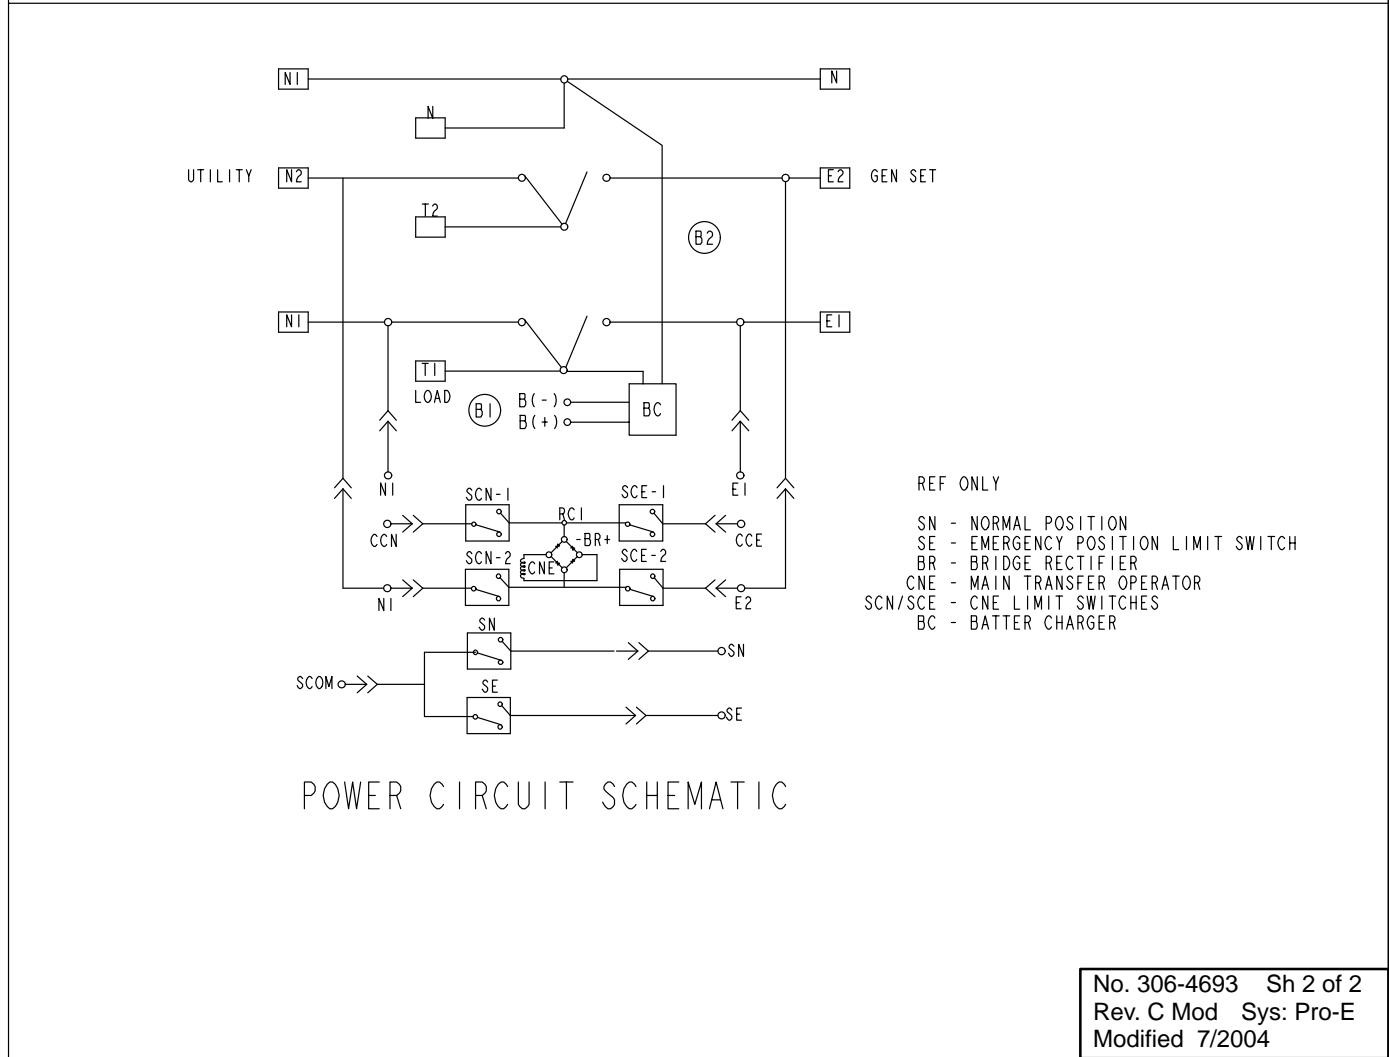 N1 N
N
UTILITY N2 E2 GEN SET
T2
B2
N1 E1
T1
LOAD
B1 B(-) BC
B(+)
N1 E1
REF ONLY
SCN-1 SCE-1
RC1
CCN CCE
-BR+
SCN-2 SCE-2
CNE
N1 E2
SN - NORMAL POSITION
SE - EMERGENCY POSITION LIMIT SWITCH
BR - BRIDGE RECTIFIER
CNE - MAIN TRANSFER OPERATOR
SCN/SCE - CNE LIMIT SWITCHES
BC - BATTER CHARGER
SN
SN
SCOM
SE
SE
POWER CIRCUIT SCHEMATIC
No. 306-4693 Sh 2 of 2
Rev. C Mod Sys: Pro-E
Modified 7/2004